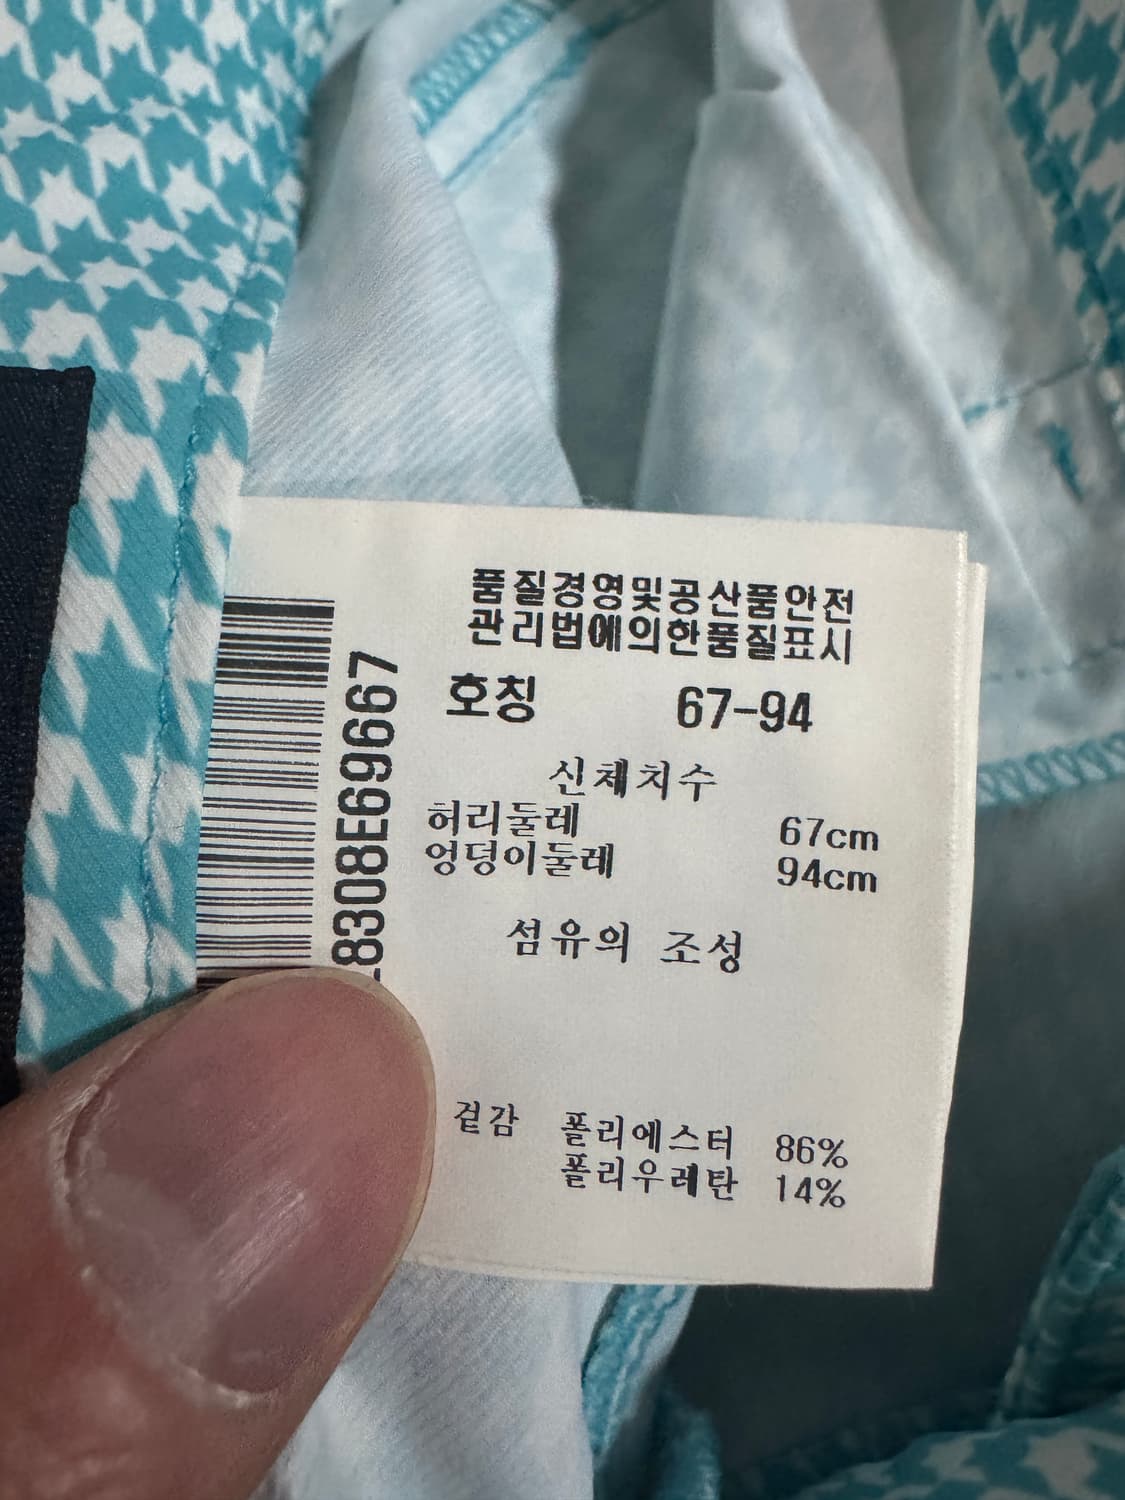 품질경영및공산품안전
관리법에의한품질표시
호칭 67-94
신체치수
허리둘레 67cm
엉덩이둘레 94cm
섬유의 조성
겉감 폴리에스터 86%
폴리우레탄 14%
8308E69667